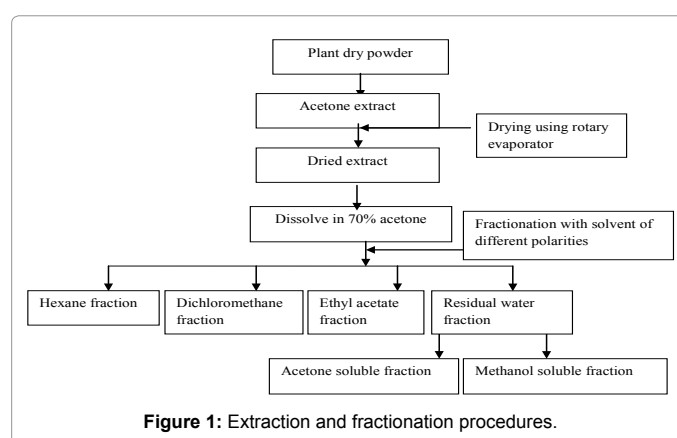 Plant dry powder
Acetone extract
Drying using rotary
evaporator
Dried extract
Dissolve in 70% acetone
Fractionation with solvent of
different polarities
Hexane fraction
Dichloromethane
fraction
Ethyl acetate
fraction
Residual water
fraction
Acetone soluble fraction
Methanol soluble fraction
Figure 1: Extraction and fractionation procedures.